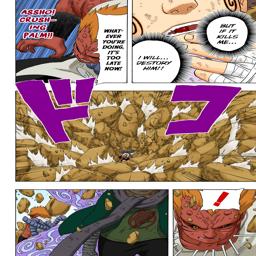 ASSHO!
CRUSH-
ING
PALM!!
WHAT-
EVER
YOU'RE
DOING,
IT'S
TOO
LATE
NOW!
BUT
IF IT
KILLS
ME...
I WILL...
DESTROY
HIM!!
ドコ
!